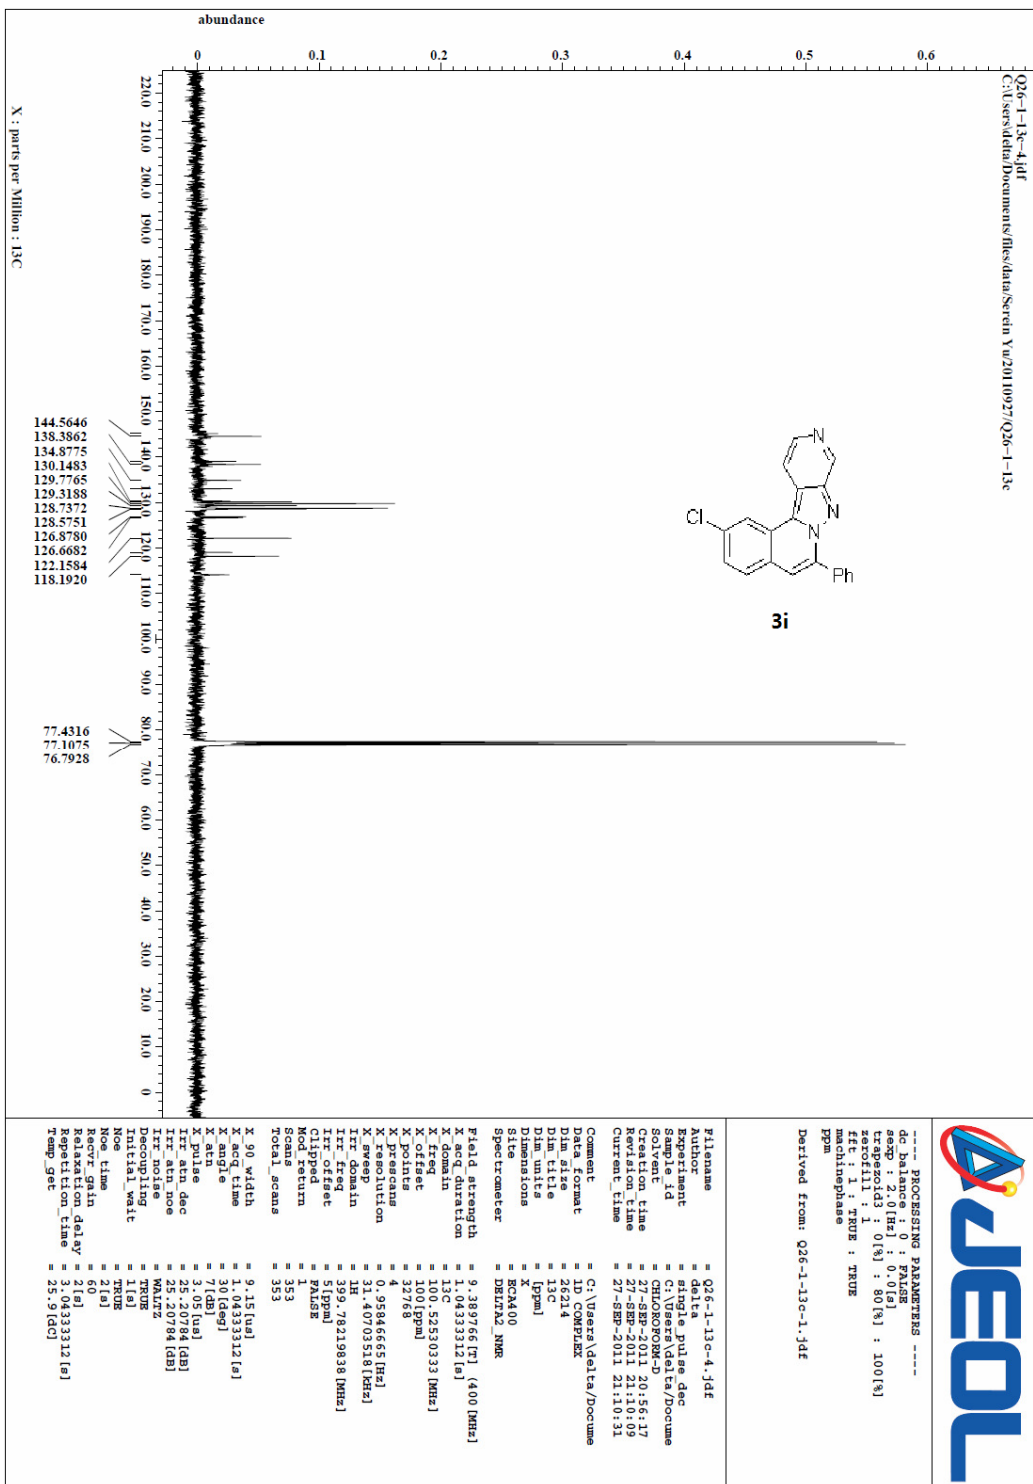 Q26-1-13c-4.jdf
C:\Users\delta\Documents\files\data\Serein Yu\20110927\Q26-1-13c
abundance
0 0.1 0.2 0.3 0.4 0.5 0.6
220.0 210.0 200.0 190.0 180.0 170.0 160.0 150.0 140.0 130.0 120.0 110.0 100.0 90.0 80.0 70.0 60.0 50.0 40.0 30.0 20.0 10.0 0
X : parts per Million : 13C
144.5646
138.3862
134.8775
130.1483
129.7765
129.3188
128.7372
128.5751
126.8780
126.6682
122.1584
118.1920
77.4316
77.1075
76.7928
N
N
N
Cl
Ph
3i
JEOL
---- PROCESSING PARAMETERS ----
dc_balance : 0 : FALSE
sexp : 2.0[Hz] : 0.0[s]
trapezoid3 : 0[%] : 80[%] : 100[%]
zerofill : 1
fft : 1 : TRUE : TRUE
machinephase
ppm
Derived from: Q26-1-13c-1.jdf
Filename = Q26-1-13c-4.jdf
Author = delta
Experiment = single_pulse_dec
Sample_id = C:\Users\delta\Docume
Solvent = CHLOROFORM-D
Creation_time = 27-SEP-2011 20:56:17
Revision_time = 27-SEP-2011 21:10:09
Current_time = 27-SEP-2011 21:10:31
Comment = C:\Users\delta\Docume
Data_format = 1D COMPLEX
Dim_size = 26214
Dim_title = 13C
Dim_units = [ppm]
Dimensions = X
Site = ECA400
Spectrometer = DELTA2_NMR
Field_strength = 9.389766[T] (400[MHz]
X_acq_duration = 1.04333312[s]
X_domain = 13C
X_freq = 100.52530333[MHz]
X_offset = 100[ppm]
X_points = 32768
X_prescans = 4
X_resolution = 0.95846665[Hz]
X_sweep = 31.40703518[kHz]
Irr_domain = 1H
Irr_freq = 399.78219838[MHz]
Irr_offset = 5[ppm]
Clipped = FALSE
Mod_return = 1
Scans = 353
Total_scans = 353
X_90_width = 9.15[us]
X_acq_time = 1.04333312[s]
X_angle = 30[deg]
X_atn = 7[dB]
X_pulse = 3.05[us]
Irr_atn_dec = 25.20784[dB]
Irr_atn_noe = 25.20784[dB]
Irr_noise = WALTZ
Decoupling = TRUE
Initial_wait = 1[s]
Noe = TRUE
Noe_time = 2[s]
Recvr_gain = 60
Relaxation_delay = 2[s]
Repetition_time = 3.04333312[s]
Temp_get = 25.9[dC]